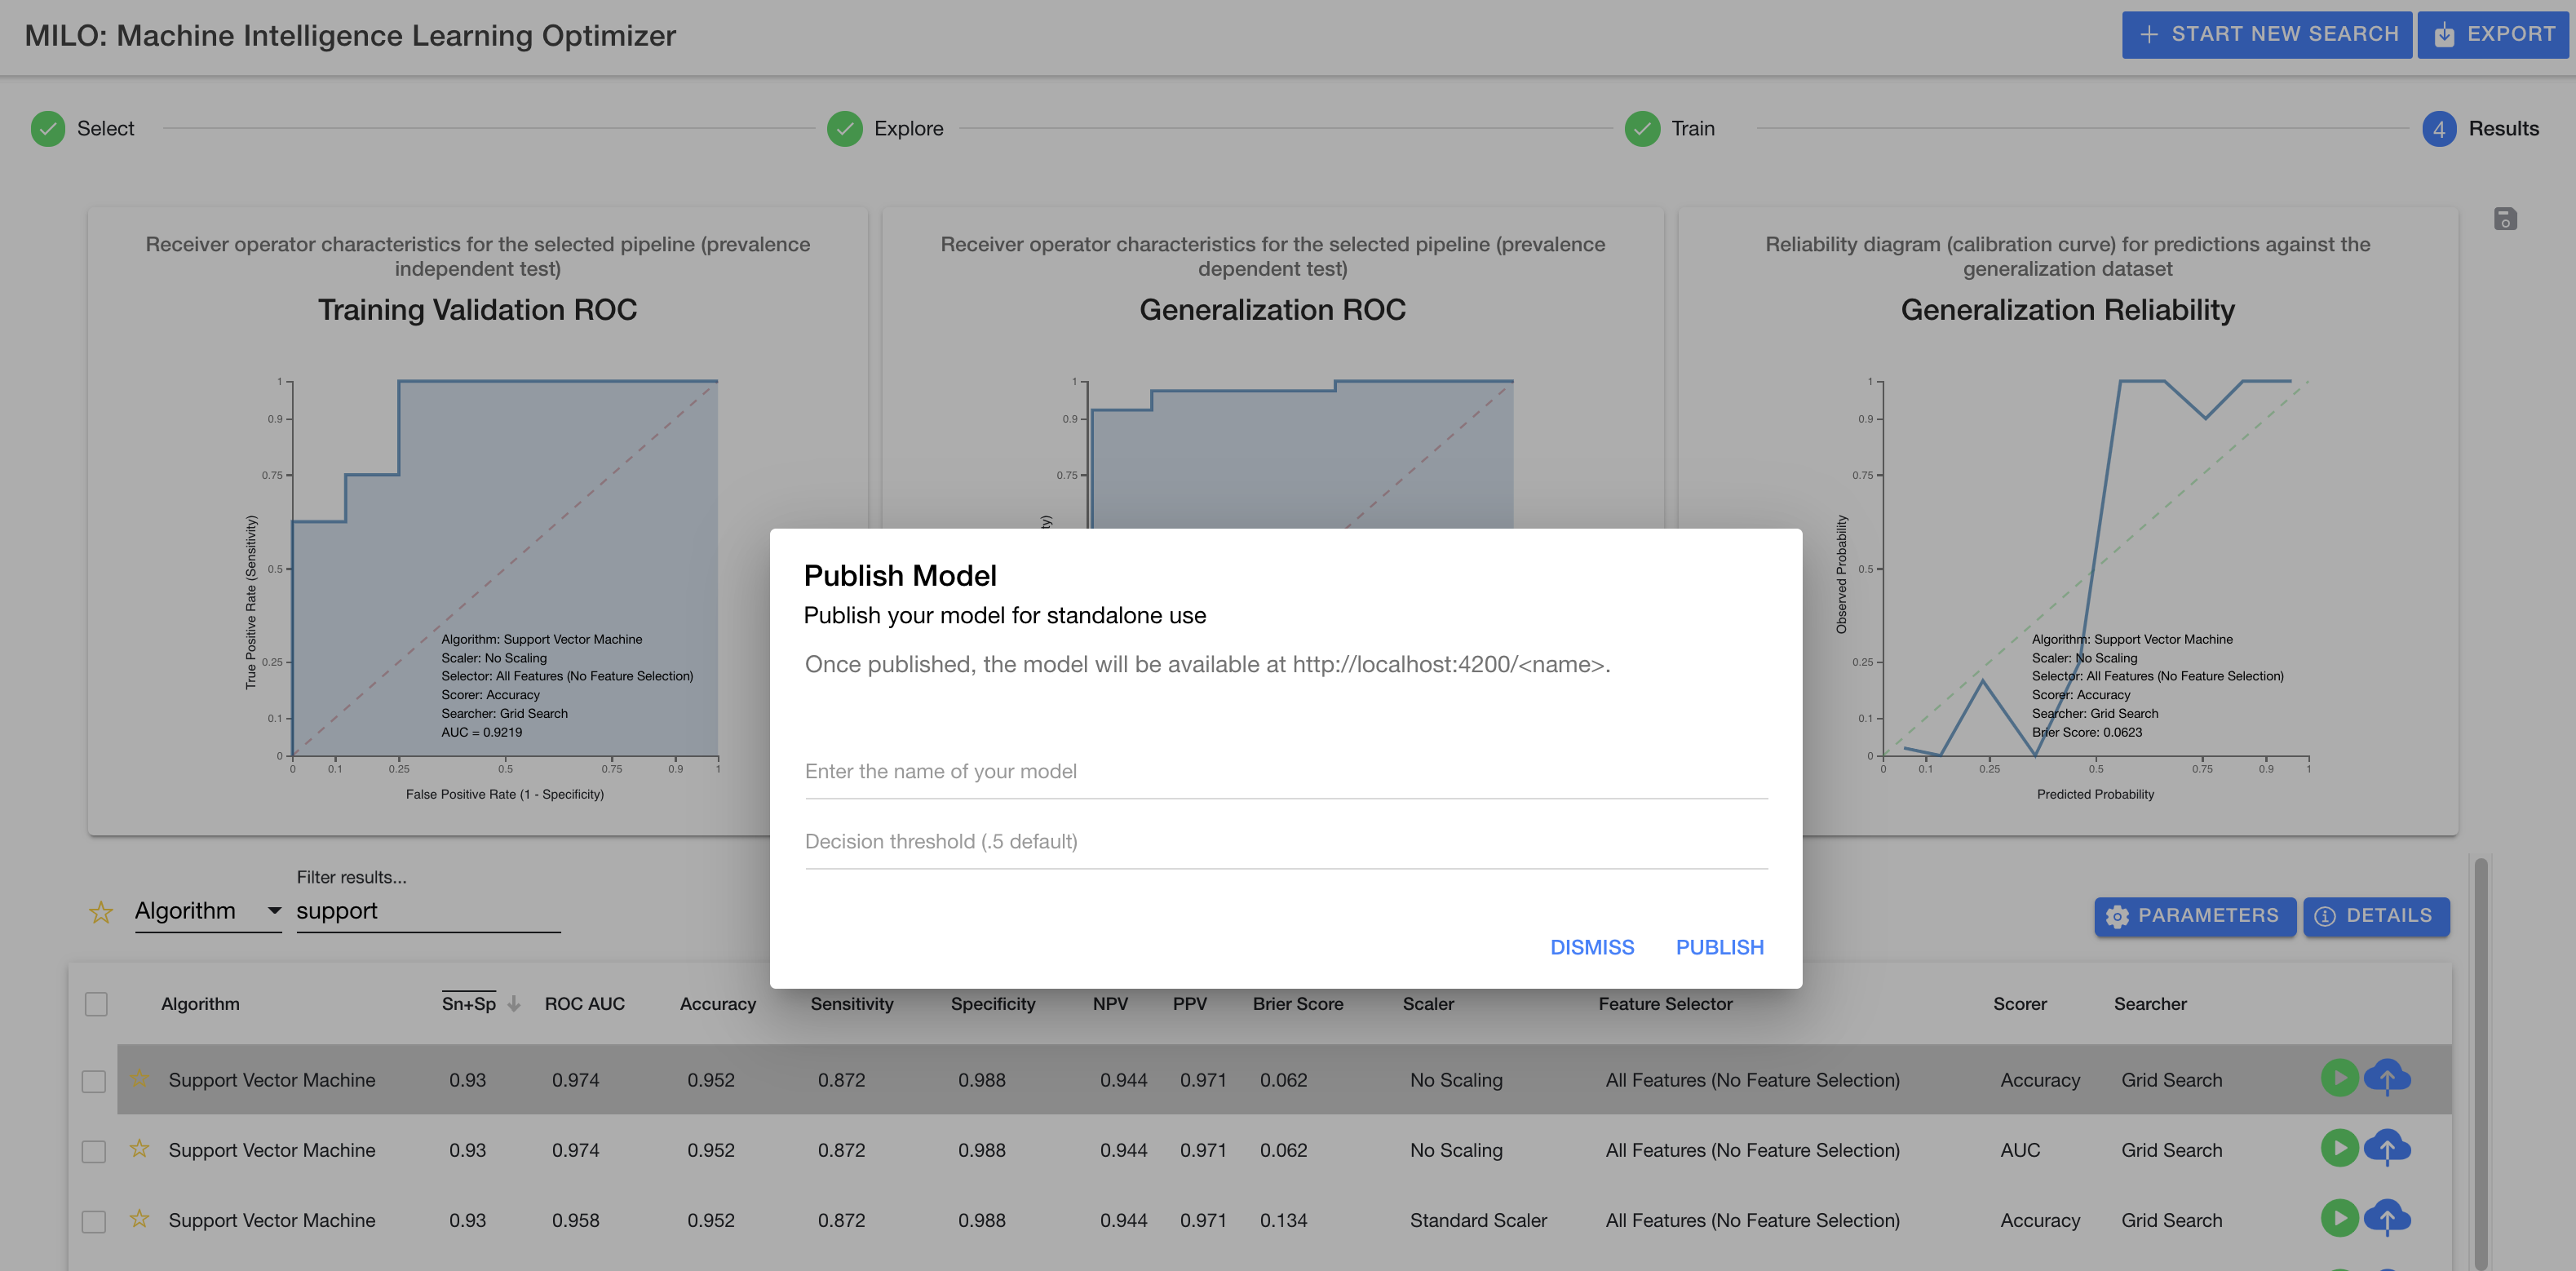 MILO: Machine Intelligence Learning Optimizer
START NEW SEARCH
EXPORT
Select
Explore
Train
4
Results
Receiver operator characteristics for the selected pipeline (prevalence
independent test)
Training Validation ROC
1
0.9
0.75
0.5
0.25
0.1
0
True Positive Rate (Sensitivity)
Algorithm: Support Vector Machine
Scaler: No Scaling
Selector: All Features (No Feature Selection)
Scorer: Accuracy
Searcher: Grid Search
AUC = 0.9219
0 0.1 0.25 0.5 0.75 0.9 1
False Positive Rate (1 - Specificity)
Receiver operator characteristics for the selected pipeline (prevalence
dependent test)
Generalization ROC
1
0.9
0.75
ty)
Reliability diagram (calibration curve) for predictions against the
generalization dataset
Generalization Reliability
1
0.9
0.75
0.5
0.25
0.1
0
Observed Probability
Algorithm: Support Vector Machine
Scaler: No Scaling
Selector: All Features (No Feature Selection)
Scorer: Accuracy
Searcher: Grid Search
Brier Score: 0.0623
0 0.1 0.25 0.5 0.75 0.9 1
Predicted Probability
Publish Model
Publish your model for standalone use
Once published, the model will be available at http://localhost:4200/<name>.
Enter the name of your model
Decision threshold (.5 default)
DISMISS
PUBLISH
Filter results...
Algorithm
support
PARAMETERS
DETAILS
Algorithm Sn+Sp ROC AUC Accuracy Sensitivity Specificity NPV PPV Brier Score Scaler Feature Selector Scorer Searcher
Support Vector Machine 0.93 0.974 0.952 0.872 0.988 0.944 0.971 0.062 No Scaling All Features (No Feature Selection) Accuracy Grid Search
Support Vector Machine 0.93 0.974 0.952 0.872 0.988 0.944 0.971 0.062 No Scaling All Features (No Feature Selection) AUC Grid Search
Support Vector Machine 0.93 0.958 0.952 0.872 0.988 0.944 0.971 0.134 Standard Scaler All Features (No Feature Selection) Accuracy Grid Search